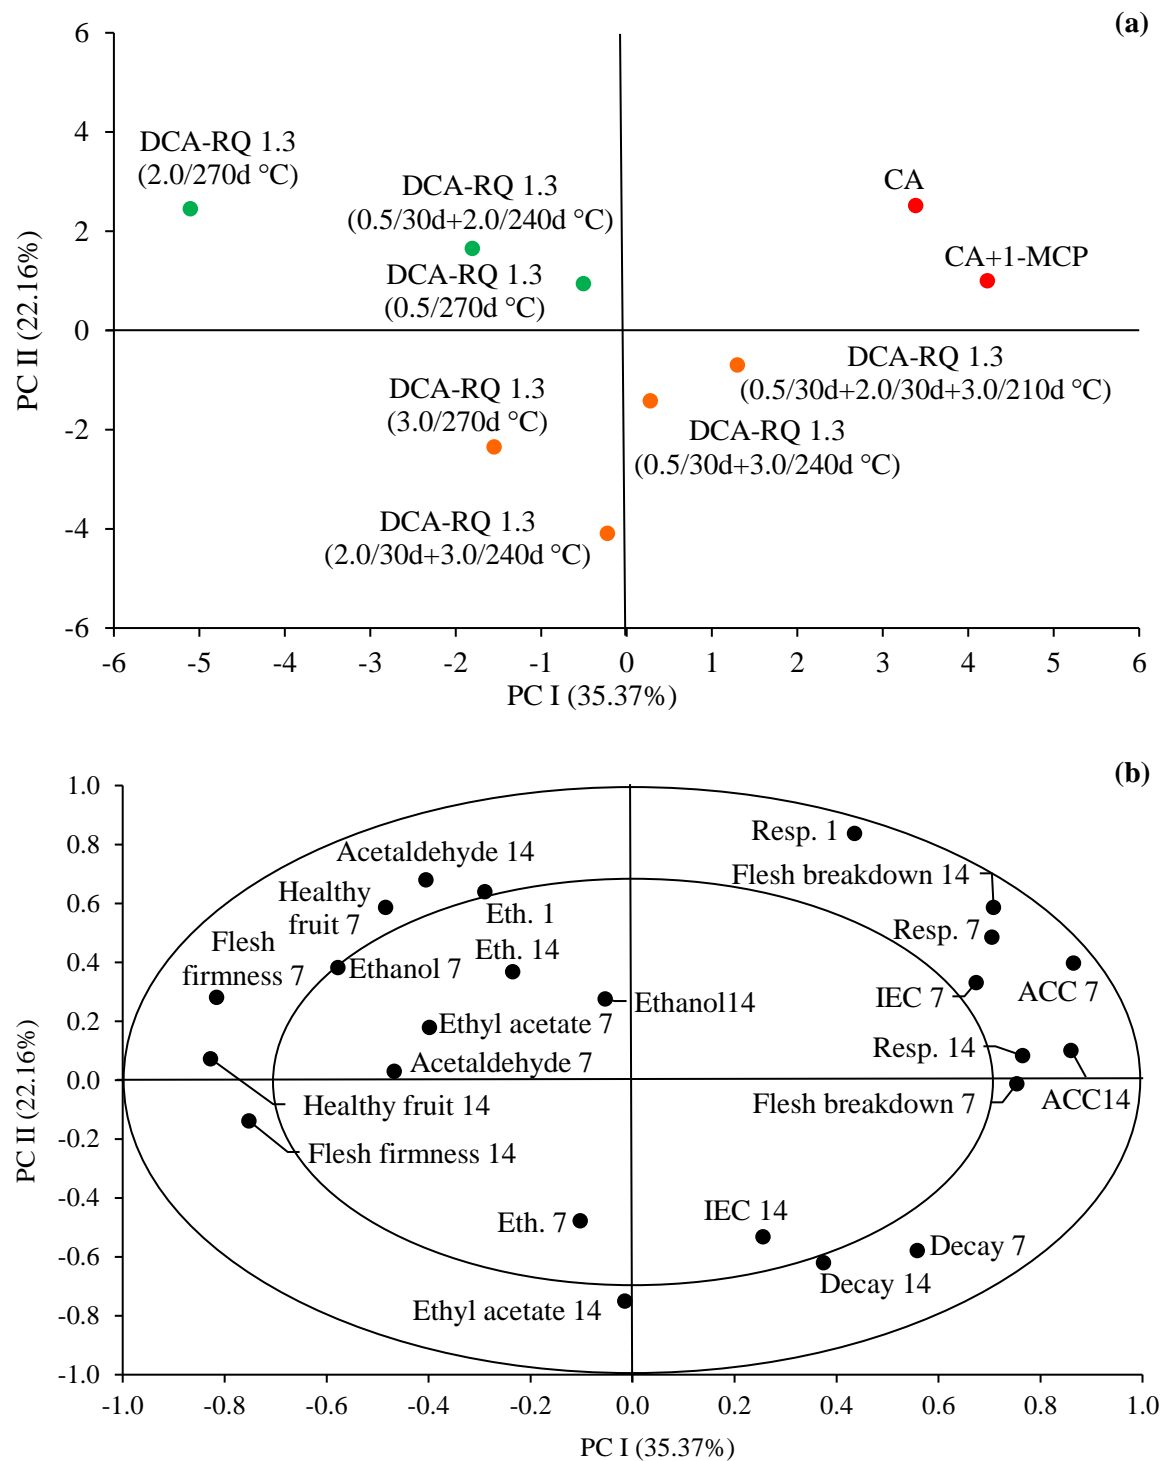 (a)
6
4
2
0
-2
-4
-6
PC II (22.16%)
DCA-RQ 1.3
(2.0/270d °C)
DCA-RQ 1.3
(0.5/30d+2.0/240d °C)
DCA-RQ 1.3
(0.5/270d °C)
CA
CA+1-MCP
DCA-RQ 1.3
(0.5/30d+2.0/30d+3.0/210d °C)
DCA-RQ 1.3
(3.0/270d °C)
DCA-RQ 1.3
(0.5/30d+3.0/240d °C)
DCA-RQ 1.3
(2.0/30d+3.0/240d °C)
-6 -5 -4 -3 -2 -1 0 1 2 3 4 5 6
PC I (35.37%)
(b)
1.0
0.8
0.6
0.4
0.2
0.0
-0.2
-0.4
-0.6
-0.8
-1.0
PC II (22.16%)
Resp. 1
Acetaldehyde 14
Flesh breakdown 14
Healthy
fruit 7
Eth. 1
Resp. 7
Flesh
firmness 7
Eth. 14
Ethanol 7
ACC 7
IEC 7
Ethanol14
Ethyl acetate 7
Resp. 14
Acetaldehyde 7
Healthy fruit 14
Flesh breakdown 7
ACC14
Flesh firmness 14
Eth. 7
IEC 14
Decay 7
Decay 14
Ethyl acetate 14
-1.0 -0.8 -0.6 -0.4 -0.2 0.0 0.2 0.4 0.6 0.8 1.0
PC I (35.37%)